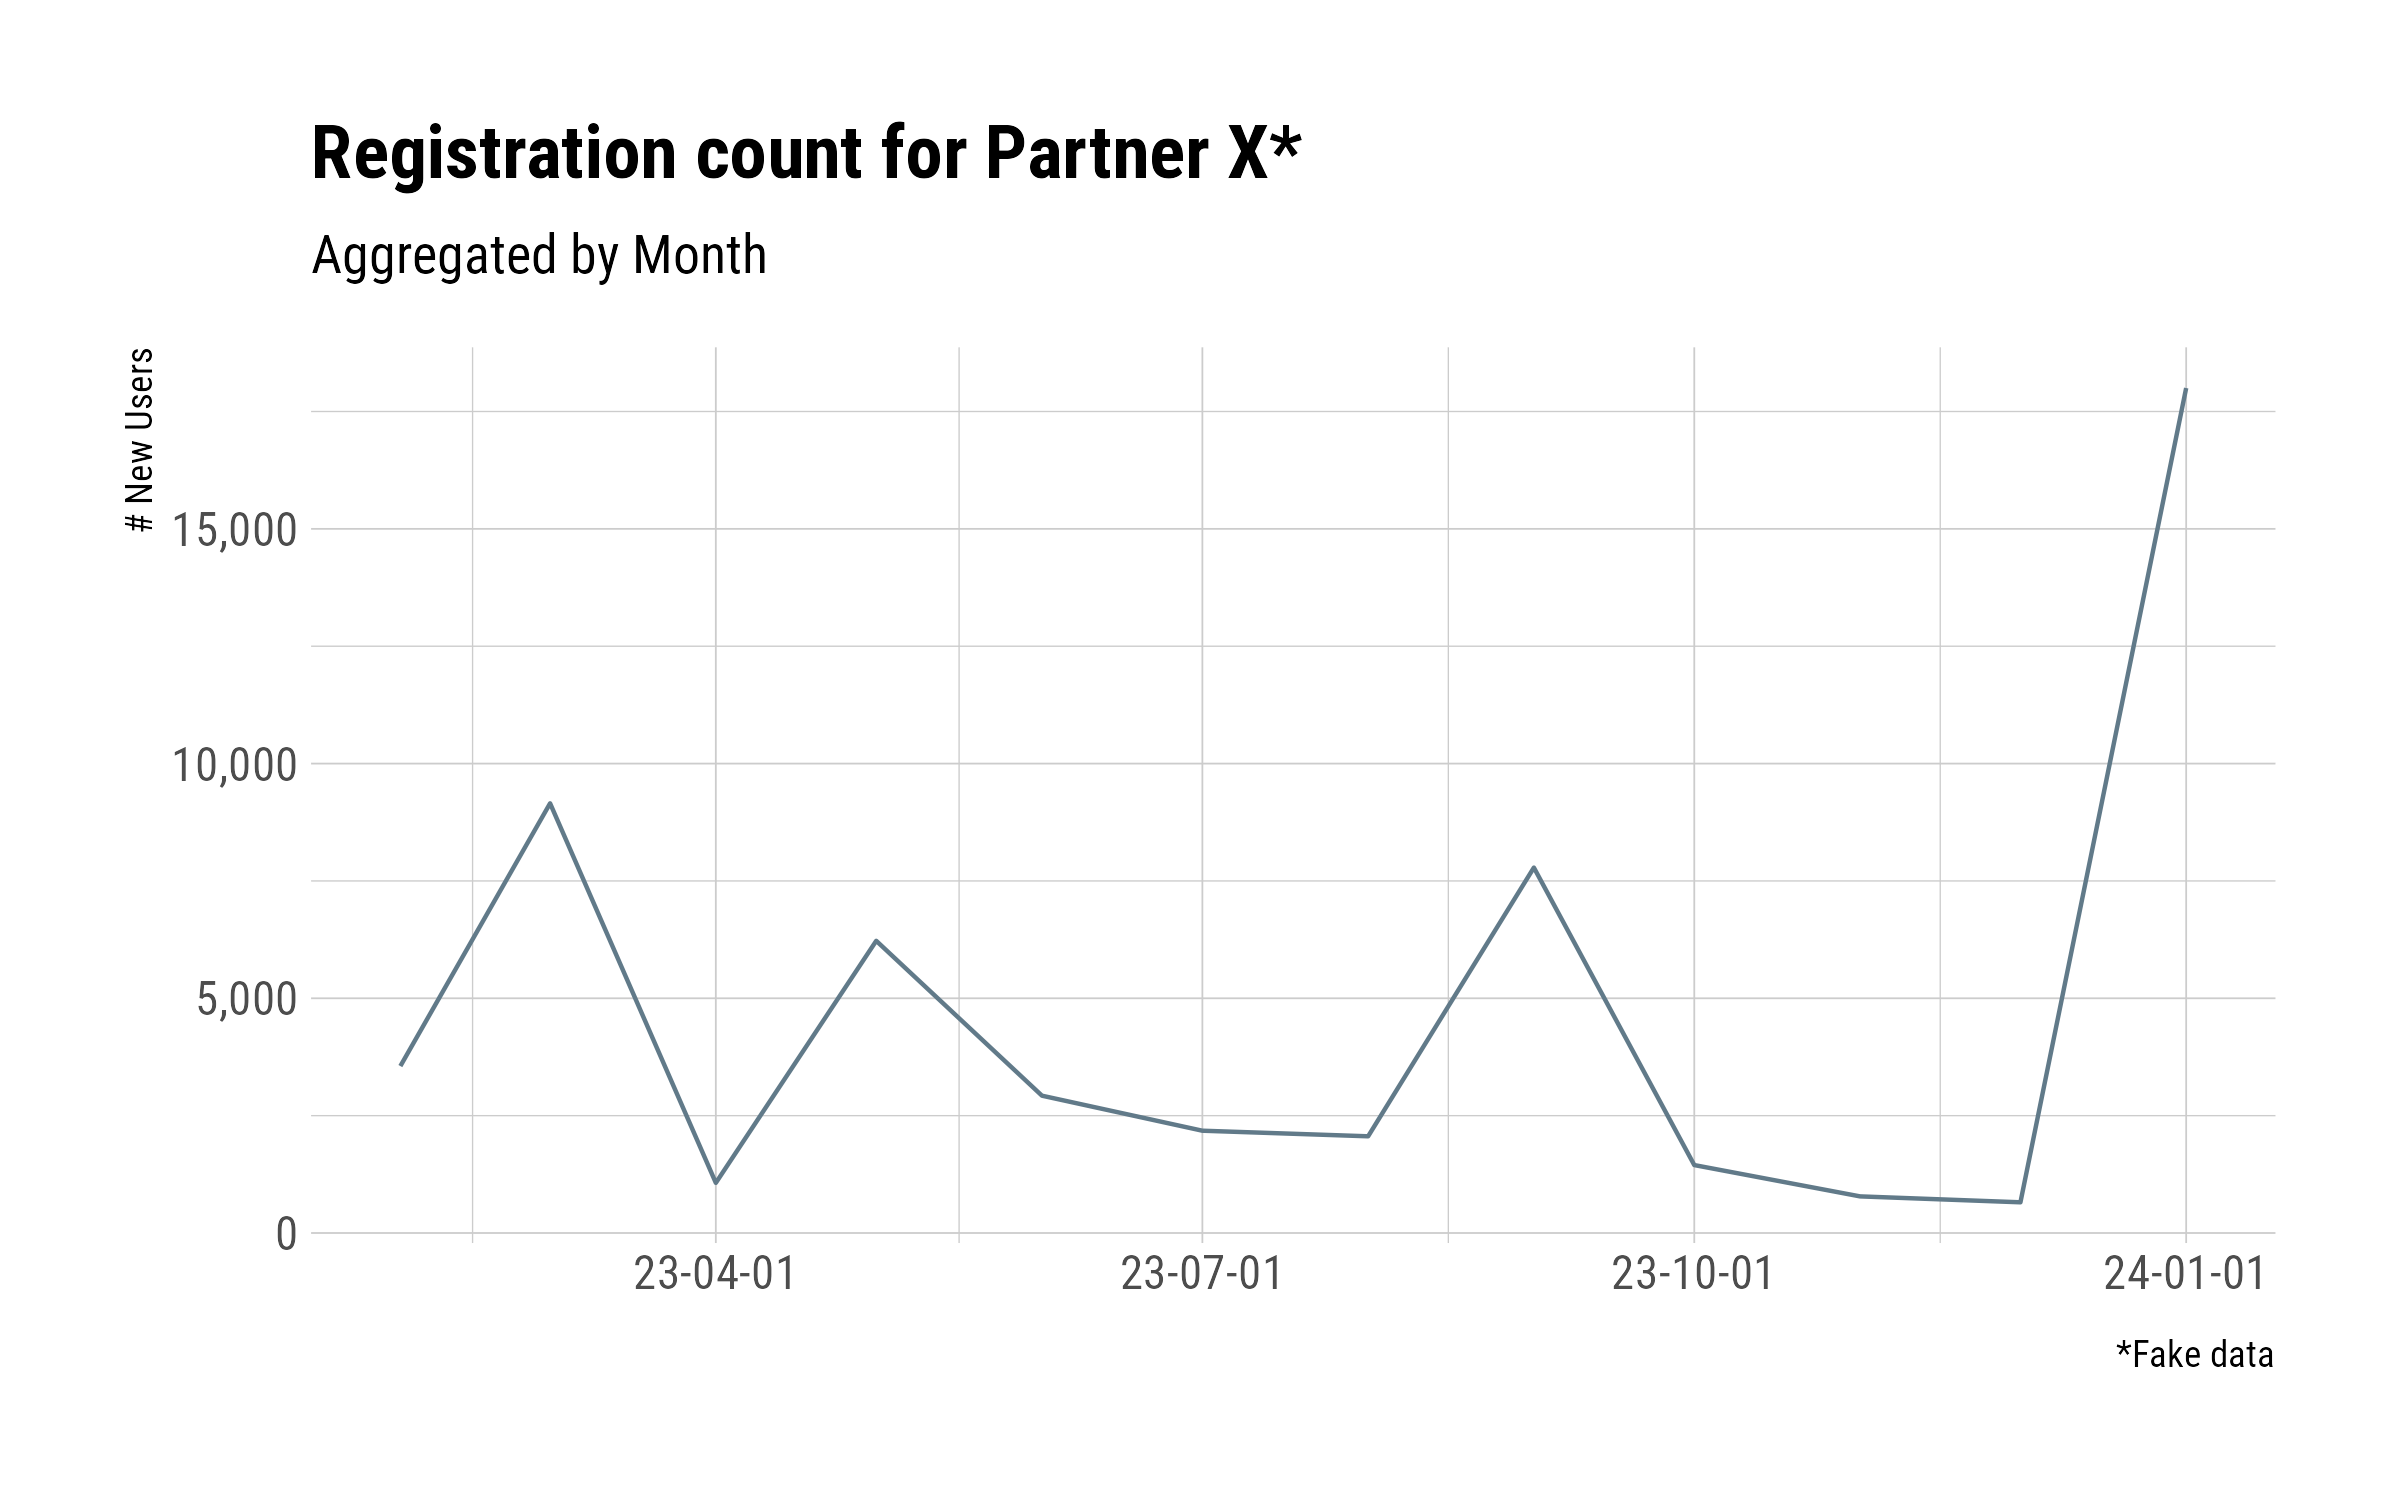 Registration count for Partner X*
Aggregated by Month
# New Users
15,000
10,000
5,000
0
23-04-01
23-07-01
23-10-01
24-01-01
*Fake data